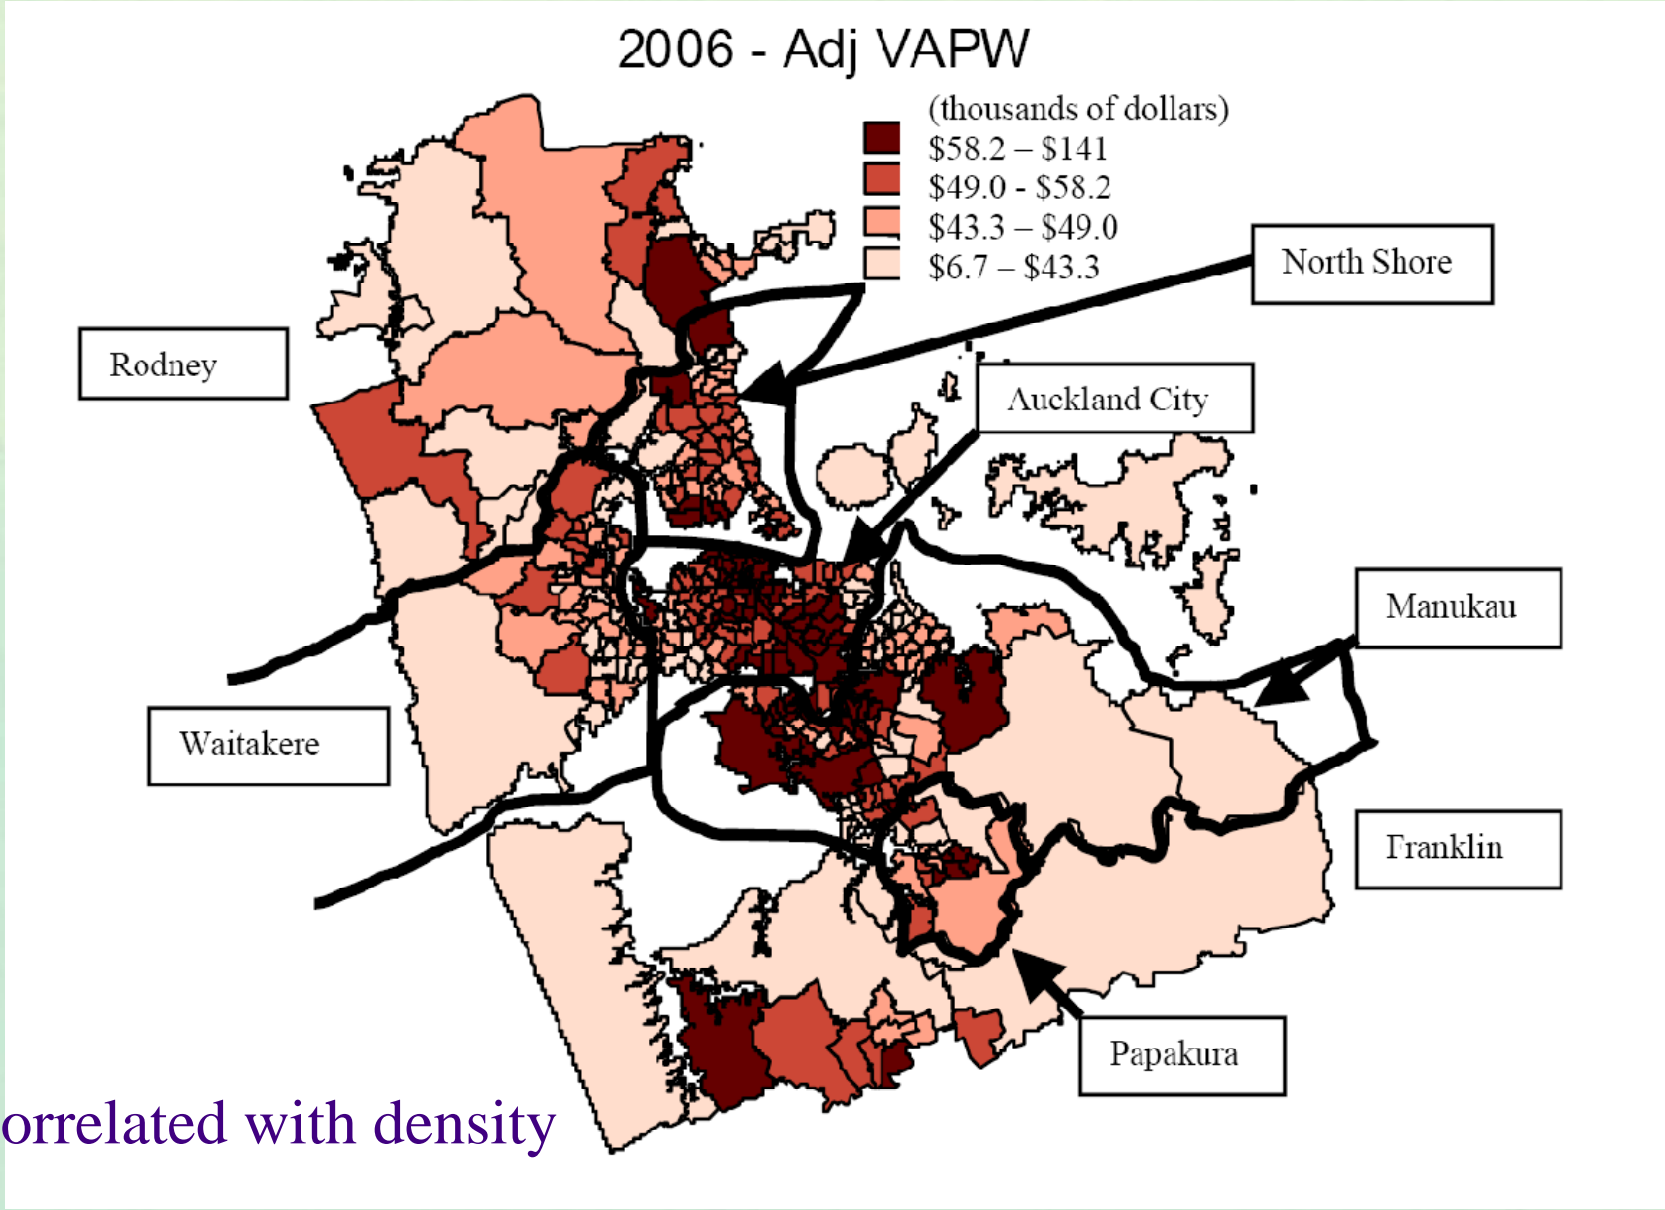 2006 - Adj VAPW
(thousands of dollars)
$58.2 – $141
$49.0 - $58.2
$43.3 – $49.0
$6.7 – $43.3
North Shore
Rodney
Auckland City
Manukau
Waitakere
Franklin
Papakura
orrelated with density